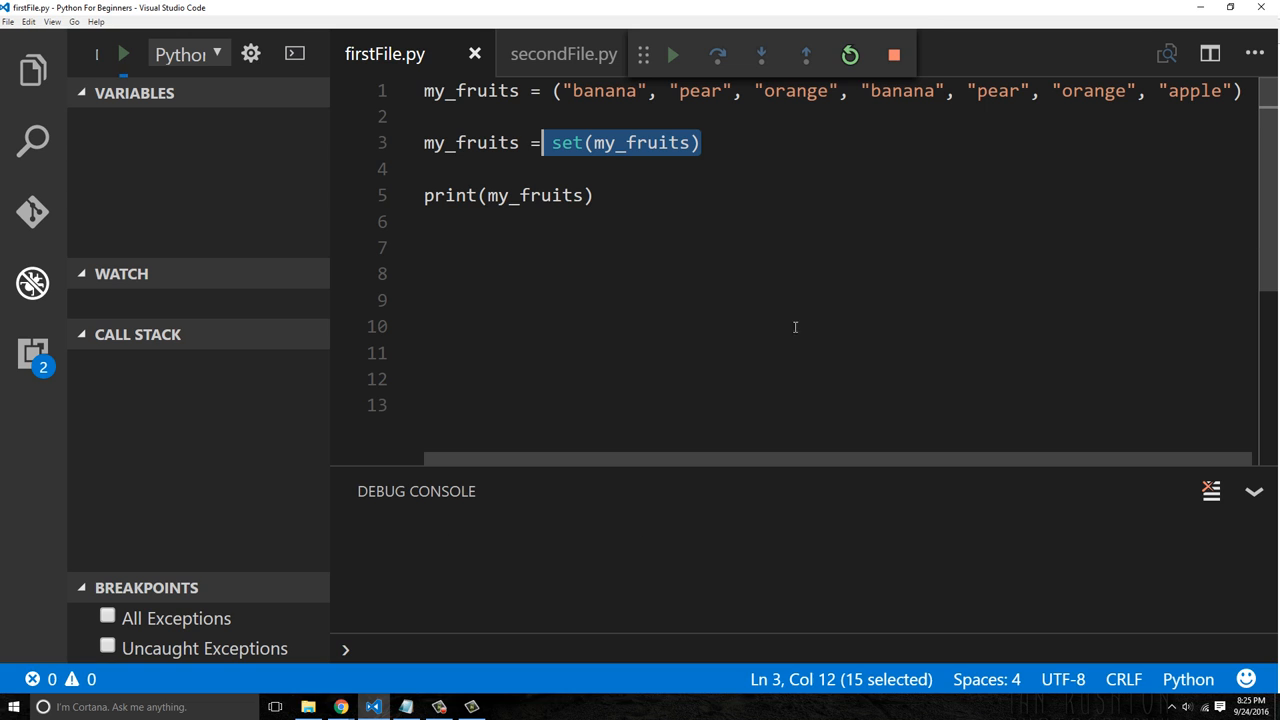 firstFile.py - Python For Beginners - Visual Studio Code
File Edit View Go Help
firstFile.py
secondFile.py
VARIABLES
WATCH
CALL STACK
2
BREAKPOINTS
All Exceptions
Uncaught Exceptions
1 my_fruits = ("banana", "pear", "orange", "banana", "pear", "orange", "apple")
2
3 my_fruits = set(my_fruits)
4
5 print(my_fruits)
6
7
8
9
10
11
12
13
DEBUG CONSOLE
0 0 Ln 3, Col 12 (15 selected) Spaces: 4 UTF-8 CRLF Python
I'm Cortana. Ask me anything.
8:25 PM
9/24/2016